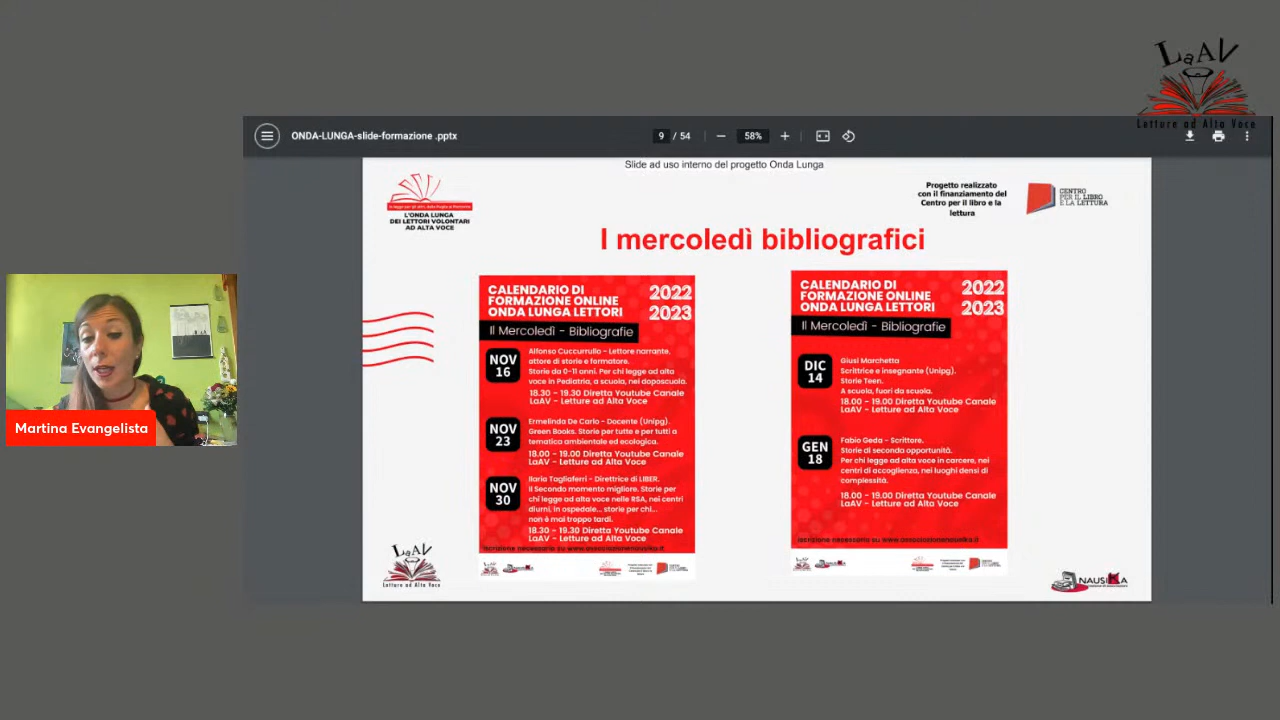 LaAV
Letture ad Alta Voce
ONDA-LUNGA-slide-formazione .pptx
9 / 54
58%
Slide ad uso interno del progetto Onda Lunga
L'ONDA LUNGA
DEI LETTORI VOLONTARI
AD ALTA VOCE
Progetto realizzato
con il finanziamento del
Centro per il libro e la
lettura
CENTRO
PER IL LIBRO
E LA LETTURA
I mercoledì bibliografici
CALENDARIO DI
FORMAZIONE ONLINE
ONDA LUNGA LETTORI
2022
2023
Il Mercoledì - Bibliografie
NOV
16
Alfonso Cuccurrullo - Lettore narrante,
attore di storie e formatore.
Storie da 0-11 anni. Per chi legge ad alta
voce in Pediatria, a scuola, nei doposcuola.
18.30 - 19.30 Diretta Youtube Canale
LaAV - Letture ad Alta Voce
NOV
23
Ermelinda De Carlo - Docente (Unipg).
Green Books. Storie per tutte e per tutti a
tematica ambientale ed ecologica.
18.00 - 19.00 Diretta Youtube Canale
LaAV - Letture ad Alta Voce
NOV
30
Ilaria Tagliaferri - Direttrice di LIBER.
Il Secondo momento migliore. Storie per
chi legge ad alta voce nelle RSA, nei centri
diurni, in ospedale... storie per chi...
non è mai troppo tardi.
18.30 - 19.30 Diretta Youtube Canale
LaAV - Letture ad Alta Voce
Iscrizione necessaria su www.associazionenausika.it
CALENDARIO DI
FORMAZIONE ONLINE
ONDA LUNGA LETTORI
2022
2023
Il Mercoledì - Bibliografie
DIC
14
Giusi Marchetta
Scrittrice e insegnante (Unipg).
Storie Teen.
A scuola, fuori da scuola.
18.00 - 19.00 Diretta Youtube Canale
LaAV - Letture ad Alta Voce
GEN
18
Fabio Geda - Scrittore.
Storie di seconda opportunità.
Per chi legge ad alta voce in carcere, nei
centri di accoglienza, nei luoghi densi di
complessità.
18.00 - 19.00 Diretta Youtube Canale
LaAV - Letture ad Alta Voce
Iscrizione necessaria su www.associazionenausika.it
Martina Evangelista
LaAV
Letture ad Alta Voce
NAUSIKA